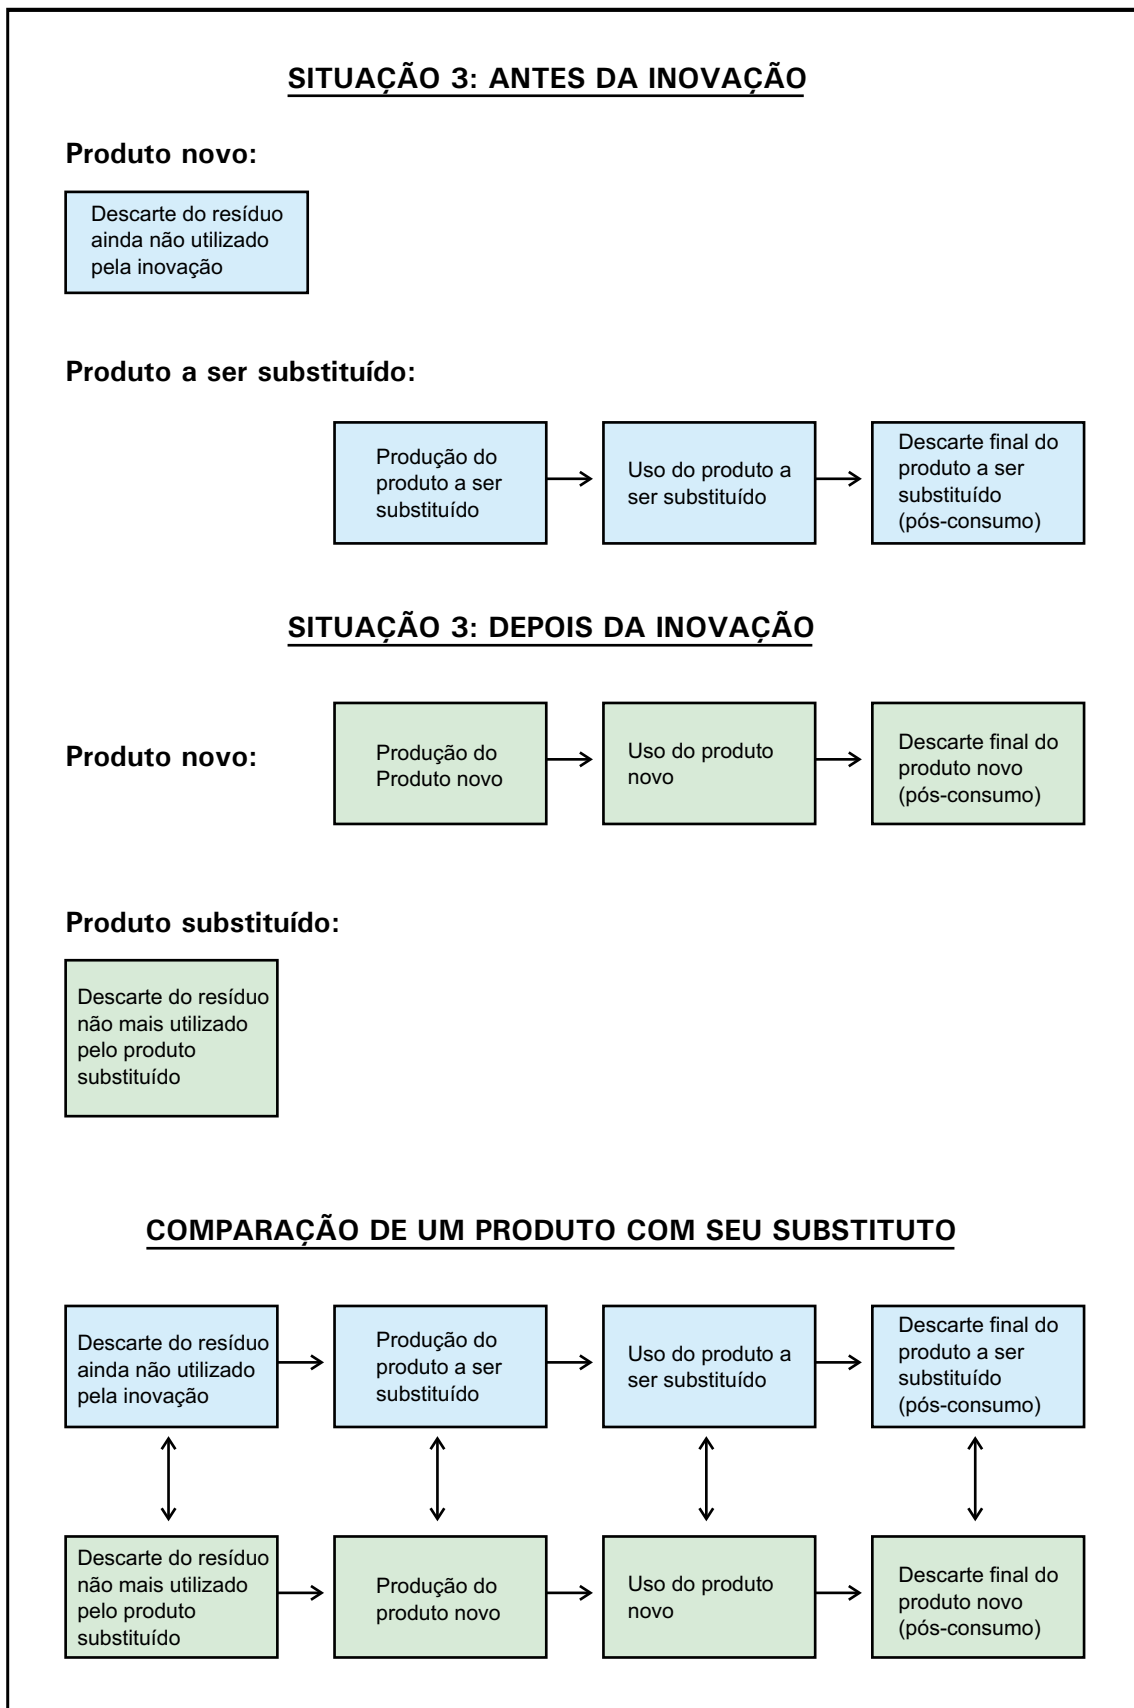 SITUAÇÃO 3: ANTES DA INOVAÇÃO
Produto novo:
Descarte do resíduo
ainda não utilizado
pela inovação
Produto a ser substituído:
Produção do
produto a ser
substituído
Uso do produto a
ser substituído
Descarte final do
produto a ser
substituído
(pós-consumo)
SITUAÇÃO 3: DEPOIS DA INOVAÇÃO
Produto novo:
Produção do
Produto novo
Uso do produto
novo
Descarte final do
produto novo
(pós-consumo)
Produto substituído:
Descarte do resíduo
não mais utilizado
pelo produto
substituído
COMPARAÇÃO DE UM PRODUTO COM SEU SUBSTITUTO
Descarte do resíduo
ainda não utilizado
pela inovação
Produção do
produto a ser
substituído
Uso do produto a
ser substituído
Descarte final do
produto a ser
substituído
(pós-consumo)
Descarte do resíduo
não mais utilizado
pelo produto
substituído
Produção do
produto novo
Uso do produto
novo
Descarte final do
produto novo
(pós-consumo)